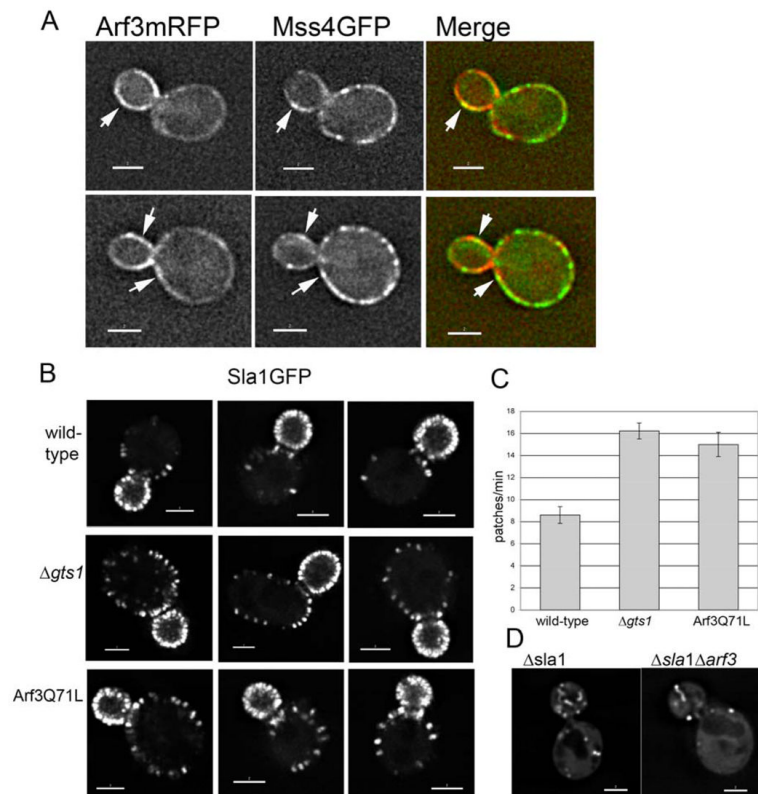 A
Arf3mRFP Mss4GFP Merge
B
Sla1GFP
wild-
type
Δgts1
Arf3Q71L
C
18
16
14
12
10
8
6
4
2
0
patches/min
wild-type Δgts1 Arf3Q71L
D
Δsla1 Δsla1Δarf3